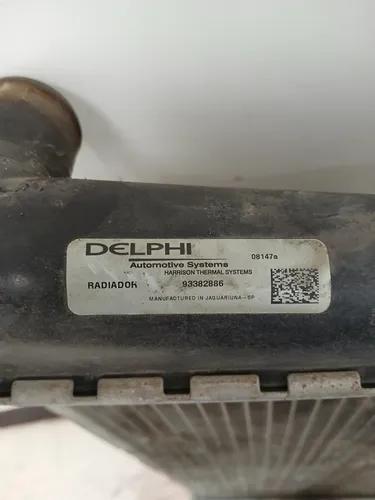 DELPHI
08147a
Automotive Systems
HARRISON THERMAL SYSTEMS
RADIADOR 93382886
MANUFACTURED IN JAGUARIUNA-SP